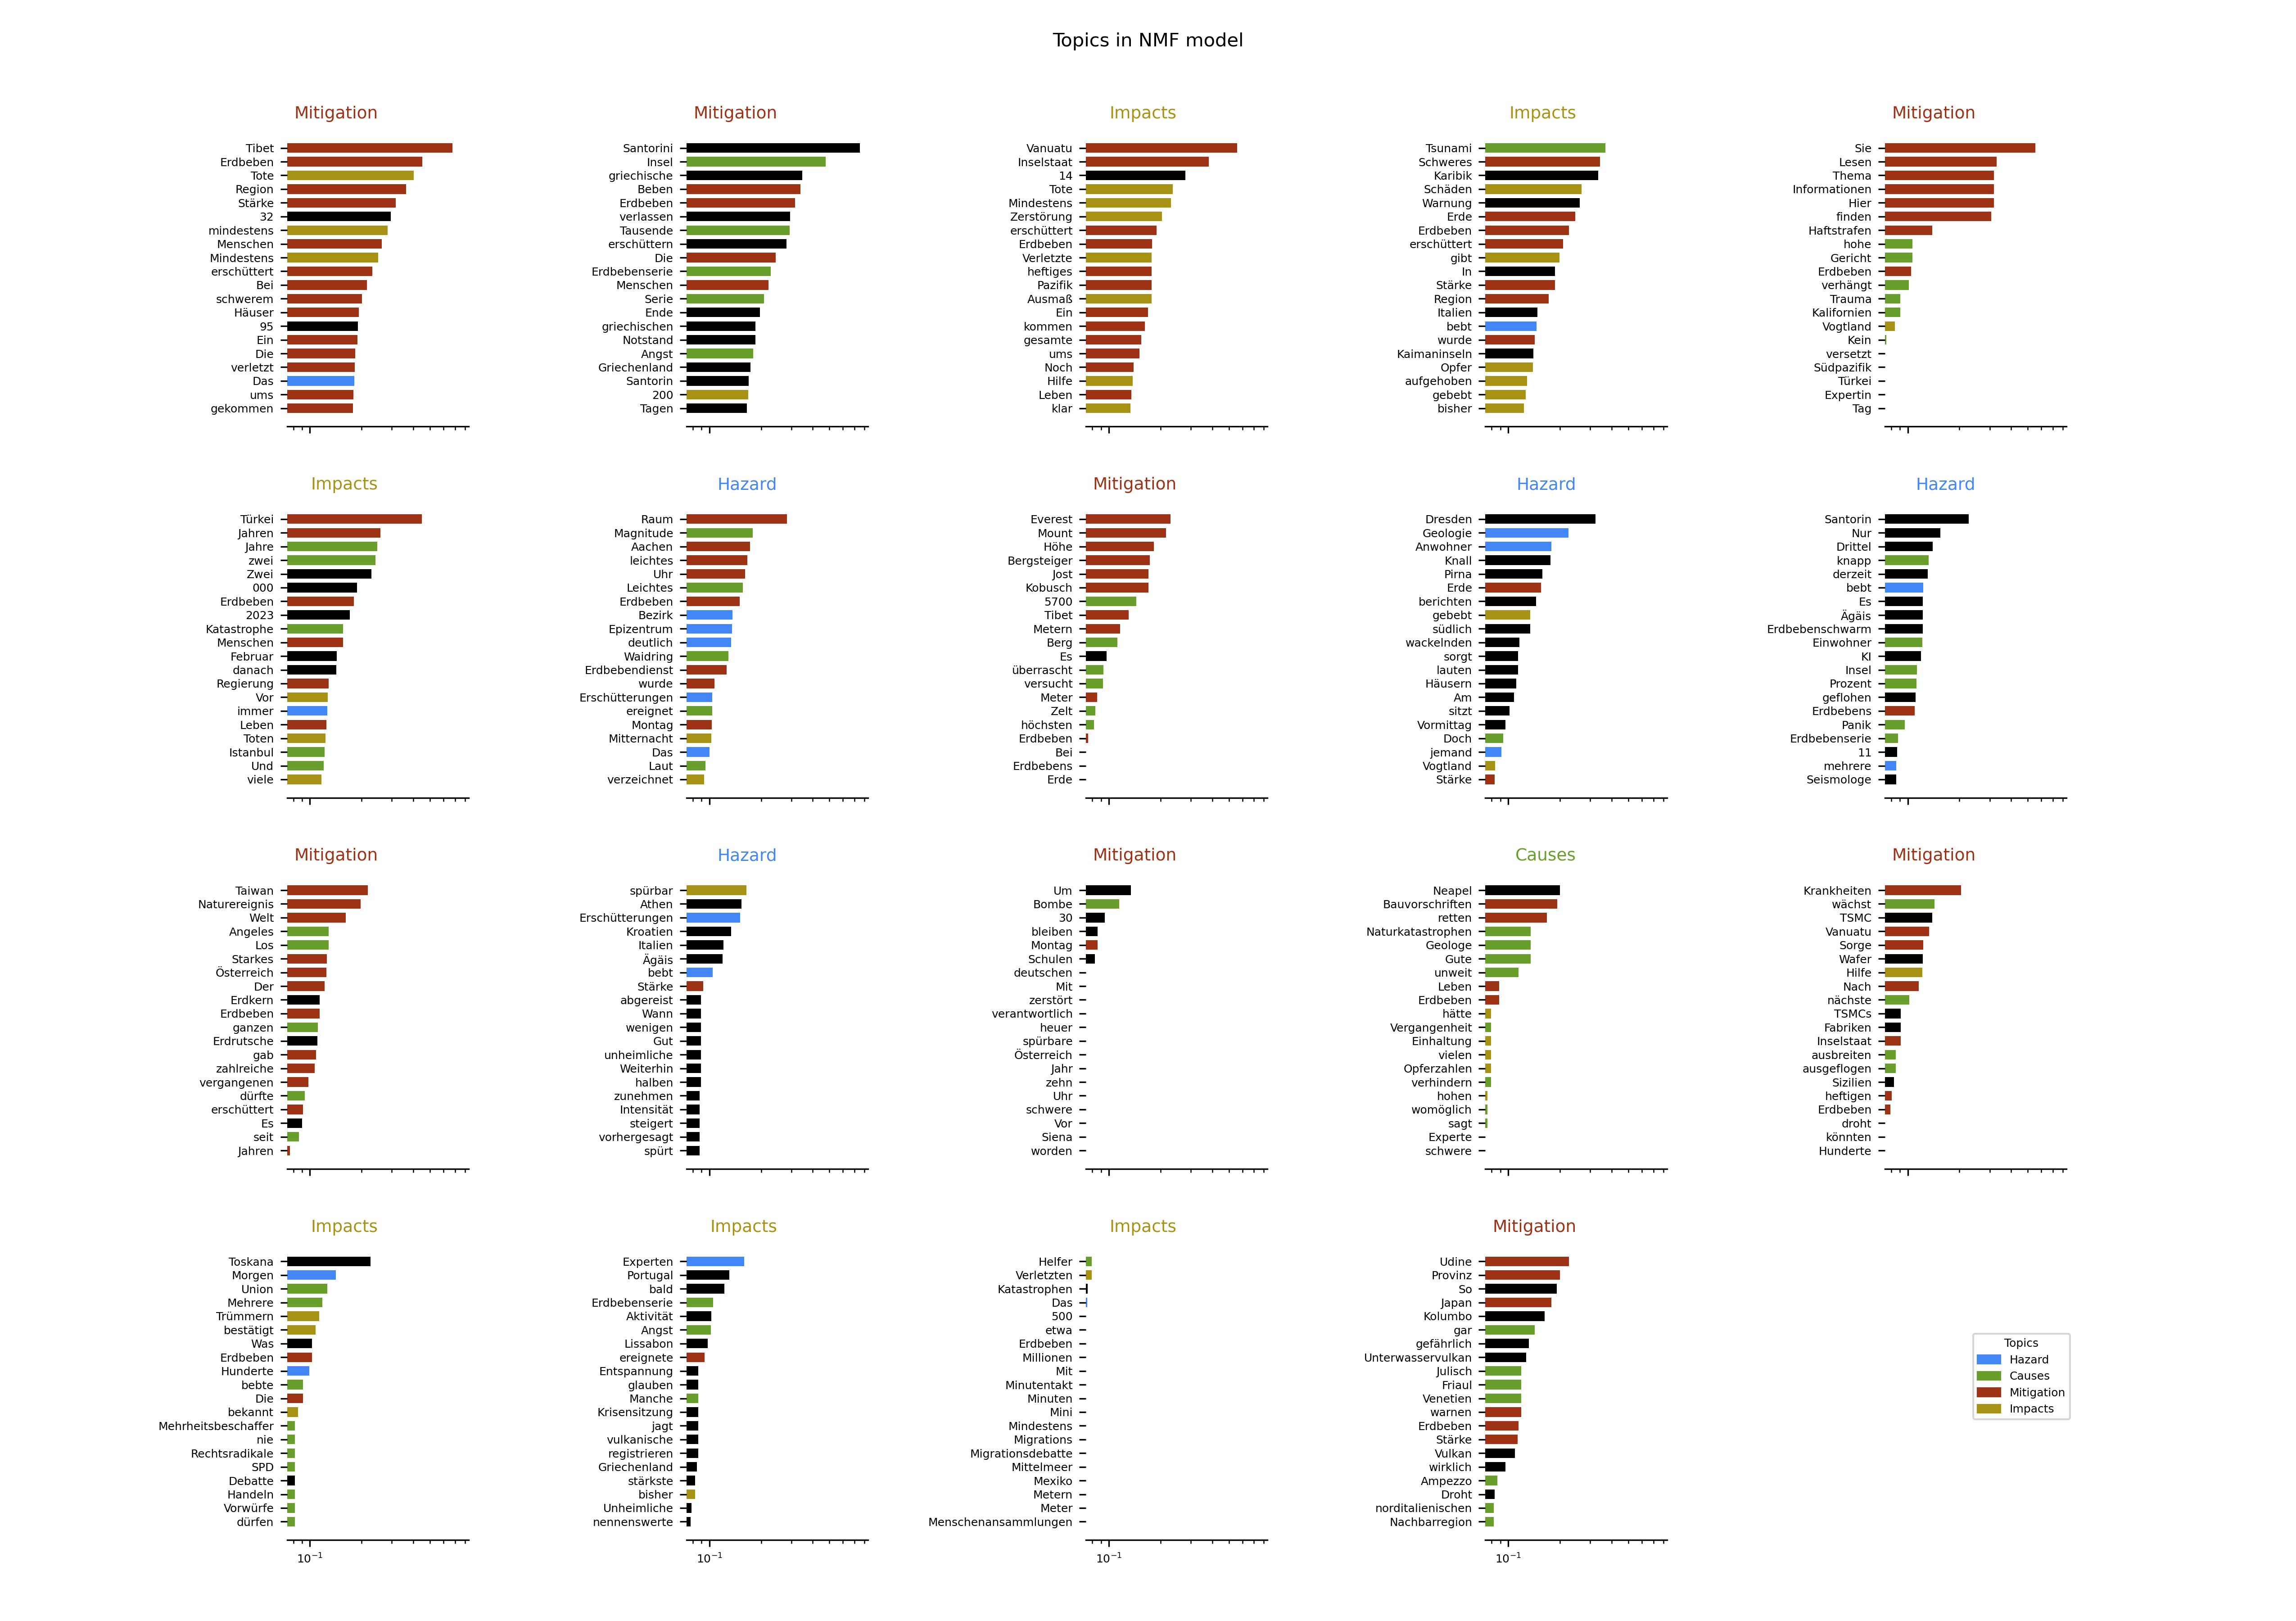 Topics in NMF model
Mitigation
Tibet
Erdbeben
Tote
Region
Stärke
32
mindestens
Menschen
Mindestens
erschüttert
Bei
schwerem
Häuser
95
Ein
Die
verletzt
Das
ums
gekommen
Mitigation
Santorini
Insel
griechische
Beben
Erdbeben
verlassen
Tausende
erschüttern
Die
Erdbebenserie
Menschen
Serie
Ende
griechischen
Notstand
Angst
Griechenland
Santorin
200
Tagen
Impacts
Vanuatu
Inselstaat
14
Tote
Mindestens
Zerstörung
erschüttert
Erdbeben
Verletzte
heftiges
Pazifik
Ausmaß
Ein
kommen
gesamte
ums
Noch
Hilfe
Leben
klar
Impacts
Tsunami
Schweres
Karibik
Schäden
Warnung
Erde
Erdbeben
erschüttert
gibt
In
Stärke
Region
Italien
bebt
wurde
Kaimaninseln
Opfer
aufgehoben
gebebt
bisher
Mitigation
Sie
Lesen
Thema
Informationen
Hier
finden
Haftstrafen
hohe
Gericht
Erdbeben
verhängt
Trauma
Kalifornien
Vogtland
Kein
versetzt
Südpazifik
Türkei
Expertin
Tag
Impacts
Türkei
Jahren
Jahre
zwei
Zwei
000
Erdbeben
2023
Katastrophe
Menschen
Februar
danach
Regierung
Vor
immer
Leben
Toten
Istanbul
Und
viele
Hazard
Raum
Magnitude
Aachen
leichtes
Uhr
Leichtes
Erdbeben
Bezirk
Epizentrum
deutlich
Waidring
Erdbebendienst
wurde
Erschütterungen
ereignet
Montag
Mitternacht
Das
Laut
verzeichnet
Mitigation
Everest
Mount
Höhe
Bergsteiger
Jost
Kobusch
5700
Tibet
Metern
Berg
Es
überrascht
versucht
Meter
Zelt
höchsten
Erdbeben
Bei
Erdbebens
Erde
Hazard
Dresden
Geologie
Anwohner
Knall
Pirna
Erde
berichten
gebebt
südlich
wackelnden
sorgt
lauten
Häusern
Am
sitzt
Vormittag
Doch
jemand
Vogtland
Stärke
Hazard
Santorin
Nur
Drittel
knapp
derzeit
bebt
Es
Ägäis
Erdbebenschwarm
Einwohner
KI
Insel
Prozent
geflohen
Erdbebens
Panik
Erdbebenserie
11
mehrere
Seismologe
Mitigation
Taiwan
Naturereignis
Welt
Angeles
Los
Starkes
Österreich
Der
Erdkern
Erdbeben
ganzen
Erdrutsche
gab
zahlreiche
vergangenen
dürfte
erschüttert
Es
seit
Jahren
Hazard
spürbar
Athen
Erschütterungen
Kroatien
Italien
Ägäis
bebt
Stärke
abgereist
Wann
wenigen
Gut
unheimliche
Weiterhin
halben
zunehmen
Intensität
steigert
vorhergesagt
spürt
Mitigation
Um
Bombe
30
bleiben
Montag
Schulen
deutschen
Mit
zerstört
verantwortlich
heuer
spürbare
Österreich
Jahr
zehn
Uhr
schwere
Vor
Siena
worden
Causes
Neapel
Bauvorschriften
retten
Naturkatastrophen
Geologe
Gute
unweit
Leben
Erdbeben
hätte
Vergangenheit
Einhaltung
vielen
Opferzahlen
verhindern
hohen
womöglich
sagt
Experte
schwere
Mitigation
Krankheiten
wächst
TSMC
Vanuatu
Sorge
Wafer
Hilfe
Nach
nächste
TSMCs
Fabriken
Inselstaat
ausbreiten
ausgeflogen
Sizilien
heftigen
Erdbeben
droht
könnten
Hunderte
Impacts
Toskana
Morgen
Union
Mehrere
Trümmern
bestätigt
Was
Erdbeben
Hunderte
bebte
Die
bekannt
Mehrheitsbeschaffer
nie
Rechtsradikale
SPD
Debatte
Handeln
Vorwürfe
dürfen
10⁻¹
Impacts
Experten
Portugal
bald
Erdbebenserie
Aktivität
Angst
Lissabon
ereignete
Entspannung
glauben
Manche
Krisensitzung
jagt
vulkanische
registrieren
Griechenland
stärkste
bisher
Unheimliche
nennenswerte
10⁻¹
Impacts
Helfer
Verletzten
Katastrophen
Das
500
etwa
Erdbeben
Millionen
Mit
Minutentakt
Minuten
Mini
Mindestens
Migrations
Migrationsdebatte
Mittelmeer
Mexiko
Metern
Meter
Menschenansammlungen
10⁻¹
Mitigation
Udine
Provinz
So
Japan
Kolumbo
gar
gefährlich
Unterwasservulkan
Julisch
Friaul
Venetien
warnen
Erdbeben
Stärke
Vulkan
wirklich
Ampezzo
Droht
norditalienischen
Nachbarregion
10⁻¹
Topics
Hazard
Causes
Mitigation
Impacts